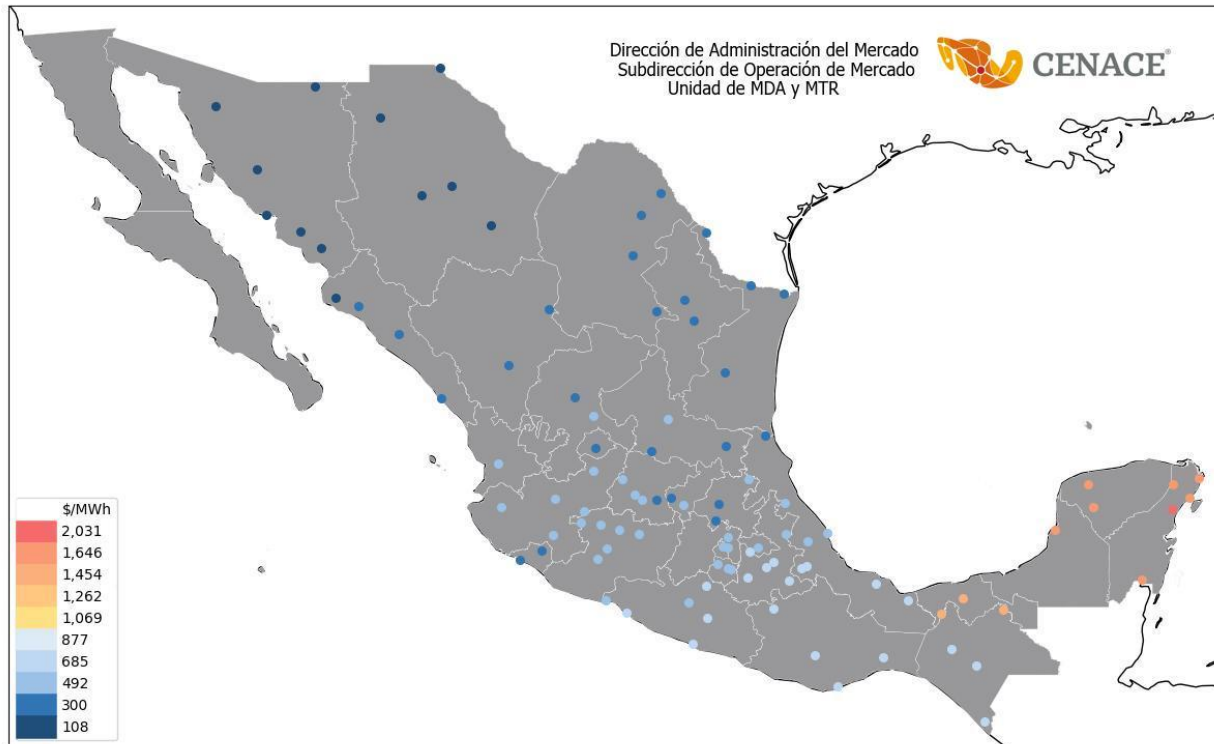 Dirección de Administración del Mercado
Subdirección de Operación de Mercado
Unidad de MDA y MTR
CENACE®
$/MWh
2,031
1,646
1,454
1,262
1,069
877
685
492
300
108